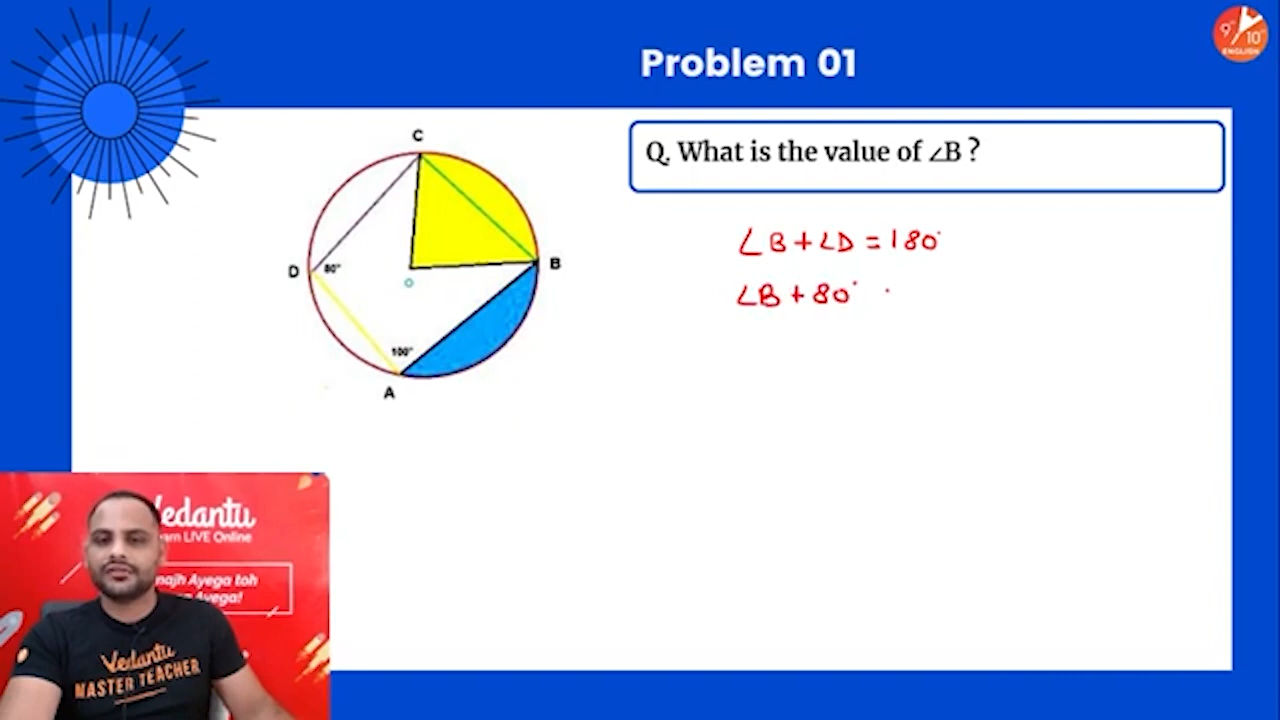 9th 10th
ENGLISH
Problem 01
C
Q. What is the value of ∠B ?
∠B + ∠D = 180°
D
80°
B
O
∠B + 80°
100°
A
Vedantu
Learn LIVE Online
najh Ayega toh
Ayega!
Vedantu
MASTER TEACHER